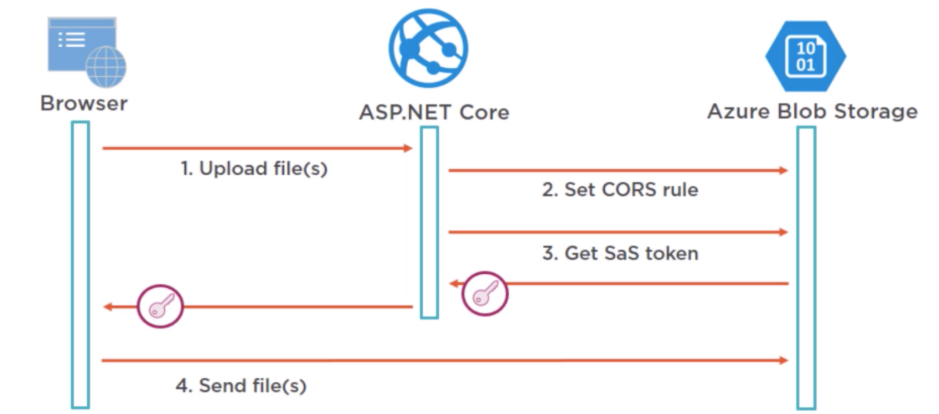 10
01
Browser
ASP.NET Core
Azure Blob Storage
1. Upload file(s)
2. Set CORS rule
3. Get SaS token
4. Send file(s)